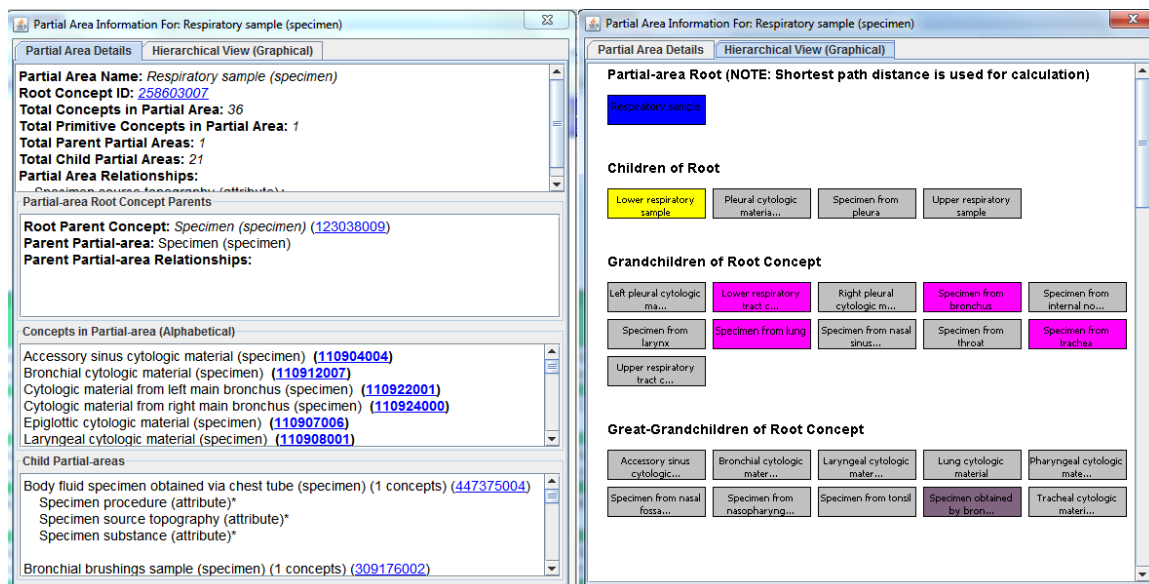 Partial Area Information For: Respiratory sample (specimen)
Partial Area Details
Hierarchical View (Graphical)
Partial Area Name: Respiratory sample (specimen)
Root Concept ID: 258603007
Total Concepts in Partial Area: 36
Total Primitive Concepts in Partial Area: 1
Total Parent Partial Areas: 1
Total Child Partial Areas: 21
Partial Area Relationships:
Specimen source topography (attribute)*
Partial-area Root Concept Parents
Root Parent Concept: Specimen (specimen) (123038009)
Parent Partial-area: Specimen (specimen)
Parent Partial-area Relationships:
Concepts in Partial-area (Alphabetical)
Accessory sinus cytologic material (specimen) (110904004)
Bronchial cytologic material (specimen) (110912007)
Cytologic material from left main bronchus (specimen) (110922001)
Cytologic material from right main bronchus (specimen) (110924000)
Epiglottic cytologic material (specimen) (110907006)
Laryngeal cytologic material (specimen) (110908001)
Child Partial-areas
Body fluid specimen obtained via chest tube (specimen) (1 concepts) (447375004)
Specimen procedure (attribute)*
Specimen source topography (attribute)*
Specimen substance (attribute)*
Bronchial brushings sample (specimen) (1 concepts) (309176002)
Partial Area Information For: Respiratory sample (specimen)
Partial Area Details
Hierarchical View (Graphical)
Partial-area Root (NOTE: Shortest path distance is used for calculation)
Respiratory sample
Children of Root
Lower respiratory
sample
Pleural cytologic
materia...
Specimen from
pleura
Upper respiratory
sample
Grandchildren of Root Concept
Left pleural cytologic
ma...
Lower respiratory
tract c...
Right pleural
cytologic m...
Specimen from
bronchus
Specimen from
internal no...
Specimen from
larynx
Specimen from lung
Specimen from nasal
sinus...
Specimen from
throat
Specimen from
trachea
Upper respiratory
tract c...
Great-Grandchildren of Root Concept
Accessory sinus
cytologic...
Bronchial cytologic
mater...
Laryngeal cytologic
mater...
Lung cytologic
material
Pharyngeal cytologic
mate...
Specimen from nasal
fossa...
Specimen from
nasopharyng...
Specimen from tonsil
Specimen obtained
by bron...
Tracheal cytologic
materi...